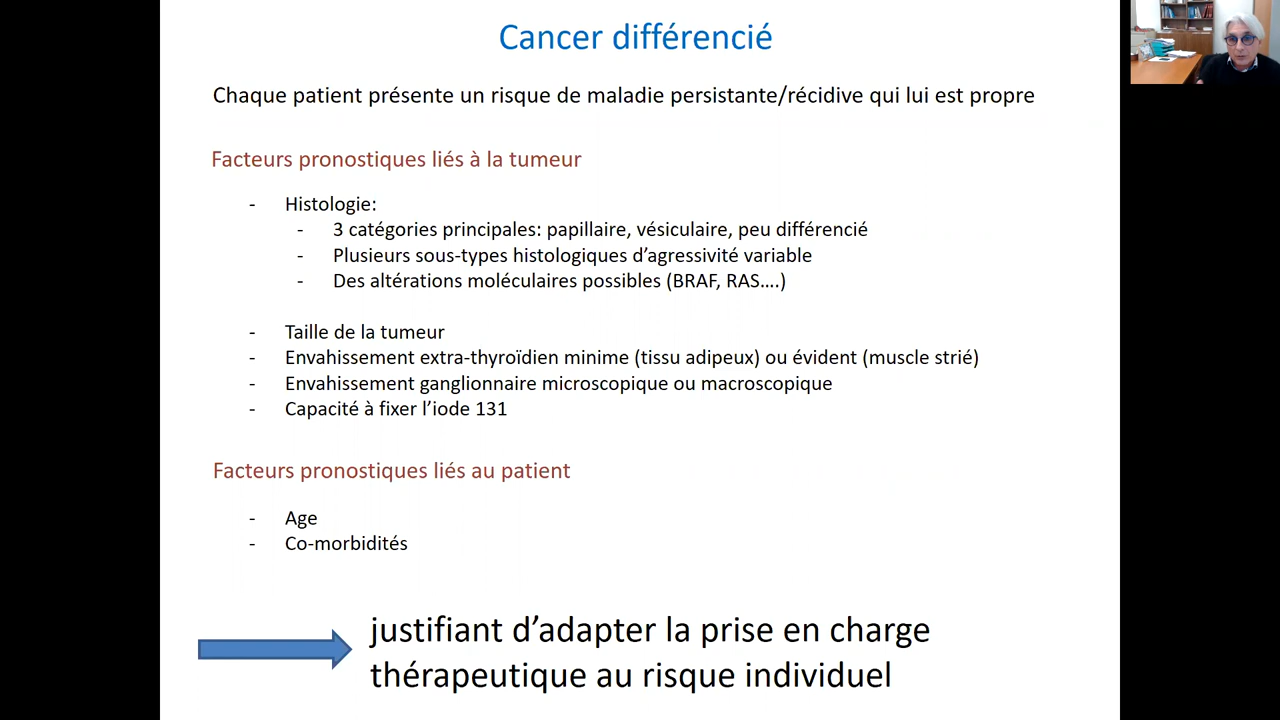 Cancer différencié
Chaque patient présente un risque de maladie persistante/récidive qui lui est propre
Facteurs pronostiques liés à la tumeur
- Histologie:
- 3 catégories principales: papillaire, vésiculaire, peu différencié
- Plusieurs sous-types histologiques d’agressivité variable
- Des altérations moléculaires possibles (BRAF, RAS….)
- Taille de la tumeur
- Envahissement extra-thyroïdien minime (tissu adipeux) ou évident (muscle strié)
- Envahissement ganglionnaire microscopique ou macroscopique
- Capacité à fixer l’iode 131
Facteurs pronostiques liés au patient
- Age
- Co-morbidités
justifiant d’adapter la prise en charge
thérapeutique au risque individuel